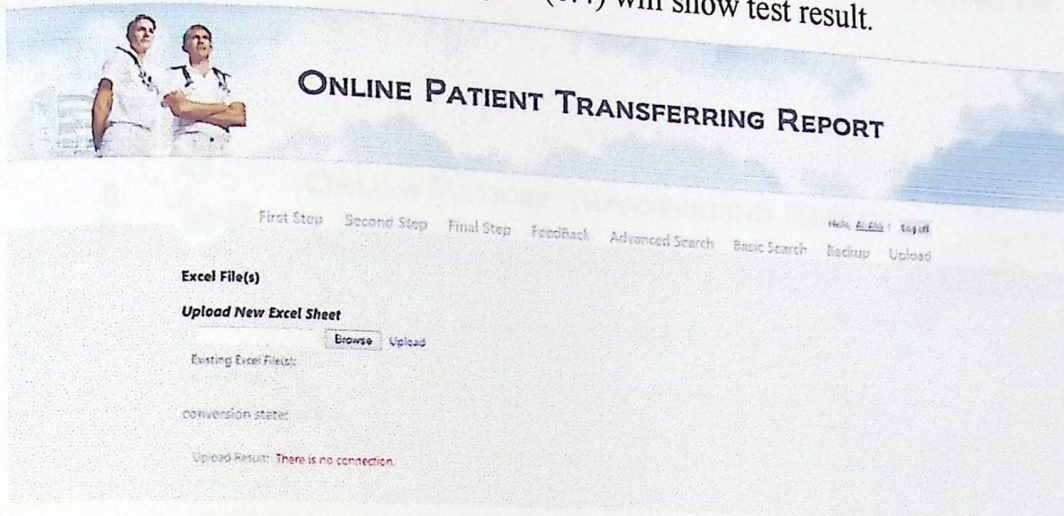 will show test result.
ONLINE PATIENT TRANSFERRING REPORT
Hello, Log off
First Step Second Step Final Step FeedBack Advanced Search Basic Search Backup Upload
Excel File(s)
Upload New Excel Sheet
Browse Upload
Existing Excel File(s):
conversion state:
Upload Result: There is no connection